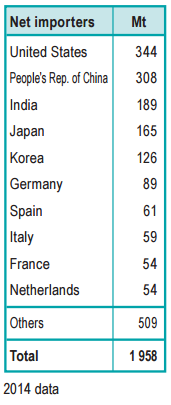 Net importers Mt
United States 344
People's Rep. of China 308
India 189
Japan 165
Korea 126
Germany 89
Spain 61
Italy 59
France 54
Netherlands 54
Others 509
Total 1 958
2014 data